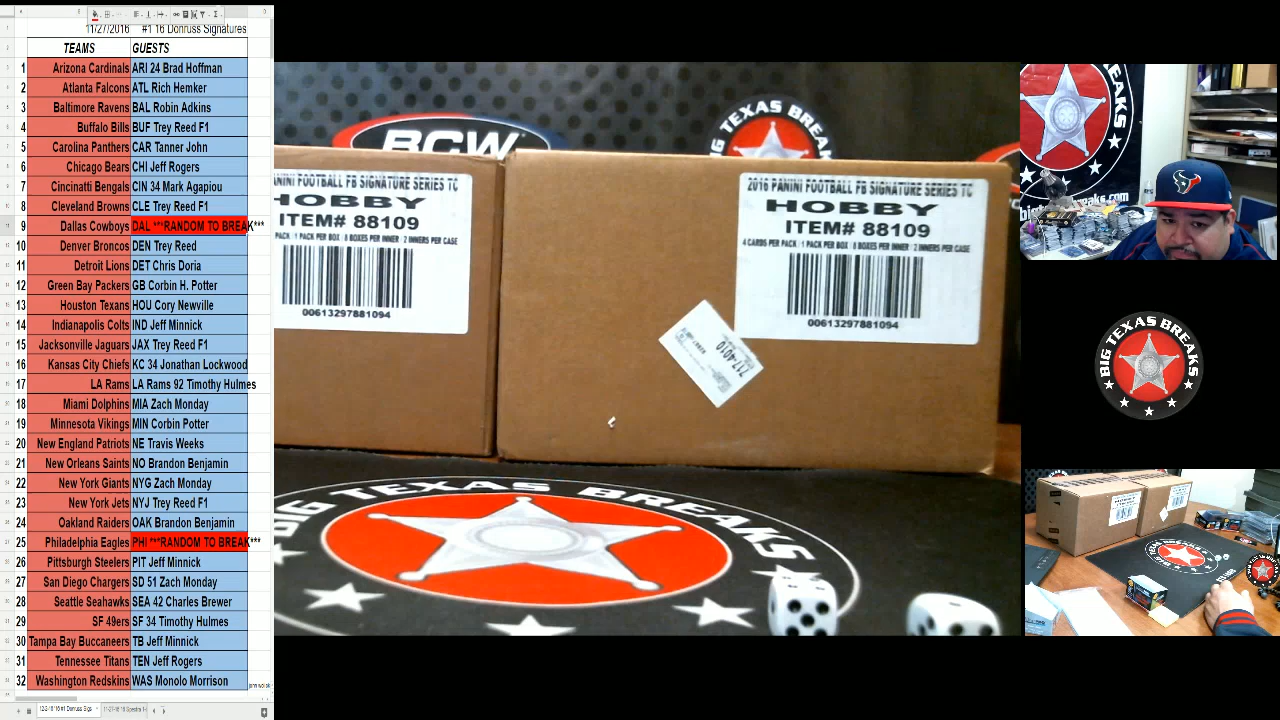 11/27/2016 #1 16 Donruss Signatures
TEAMS GUESTS
1 Arizona Cardinals ARI 24 Brad Hoffman
2 Atlanta Falcons ATL Rich Hemker
3 Baltimore Ravens BAL Robin Adkins
4 Buffalo Bills BUF Trey Reed F1
5 Carolina Panthers CAR Tanner John
6 Chicago Bears CHI Jeff Rogers
7 Cincinatti Bengals CIN 34 Mark Agapiou
8 Cleveland Browns CLE Trey Reed F1
9 Dallas Cowboys DAL ***RANDOM TO BREAK***
10 Denver Broncos DEN Trey Reed
11 Detroit Lions DET Chris Doria
12 Green Bay Packers GB Corbin H. Potter
13 Houston Texans HOU Cory Newville
14 Indianapolis Colts IND Jeff Minnick
15 Jacksonville Jaguars JAX Trey Reed F1
16 Kansas City Chiefs KC 34 Jonathan Lockwood
17 LA Rams LA Rams 92 Timothy Hulmes
18 Miami Dolphins MIA Zach Monday
19 Minnesota Vikings MIN Corbin Potter
20 New England Patriots NE Travis Weeks
21 New Orleans Saints NO Brandon Benjamin
22 New York Giants NYG Zach Monday
23 New York Jets NYJ Trey Reed F1
24 Oakland Raiders OAK Brandon Benjamin
25 Philadelphia Eagles PHI ***RANDOM TO BREAK***
26 Pittsburgh Steelers PIT Jeff Minnick
27 San Diego Chargers SD 51 Zach Monday
28 Seattle Seahawks SEA 42 Charles Brewer
29 SF 49ers SF 34 Timothy Hulmes
30 Tampa Bay Buccaneers TB Jeff Minnick
31 Tennessee Titans TEN Jeff Rogers
32 Washington Redskins WAS Monolo Morrison
BCW
BIG TEXAS BREAKS
PANINI FOOTBALL FB SIGNATURE SERIES TC
HOBBY
ITEM# 88109
PACK / 1 PACK PER BOX / 8 BOXES PER INNER / 2 INNERS PER CASE
00613297881094
2016 PANINI FOOTBALL FB SIGNATURE SERIES TC
HOBBY
ITEM# 88109
4 CARDS PER PACK / 1 PACK PER BOX / 8 BOXES PER INNER / 2 INNERS PER CASE
00613297881094
BIG TEXAS BREAKS
BIG TEXAS BREAKS